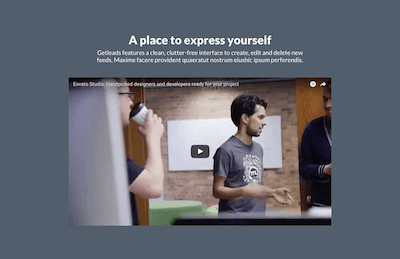 A place to express yourself
Getleads features a clean, clutter-free interface to create, edit and delete new
feeds. Maxime facere provident quaeratut nostrum eiushic ipsum perferendis.
Envato Studio: Handpicked designers and developers ready for your project